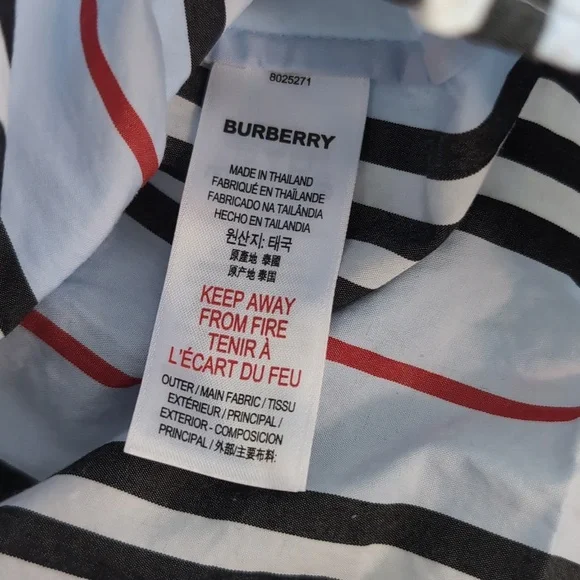 8025271
BURBERRY
MADE IN THAILAND
FABRIQUÉ EN THAÏLANDE
FABRICADO NA TAILÂNDIA
HECHO EN TAILANDIA
원산지: 태국
原產地 泰國
原产地 泰国
KEEP AWAY
FROM FIRE
TENIR À
L'ÉCART DU FEU
OUTER / MAIN FABRIC / TISSU
EXTÉRIEUR / PRINCIPAL /
EXTERIOR - COMPOSICION
PRINCIPAL / 外部/主要布料: